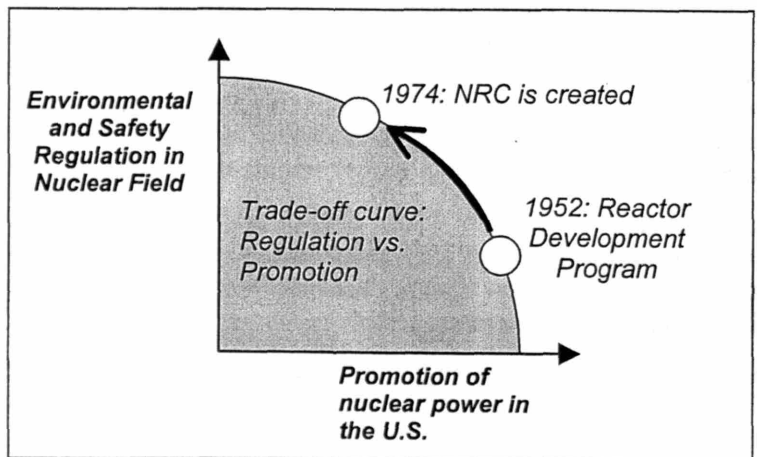 Environmental
and Safety
Regulation in
Nuclear Field
1974: NRC is created
Trade-off curve:
Regulation vs.
Promotion
1952: Reactor
Development
Program
Promotion of
nuclear power in
the U.S.